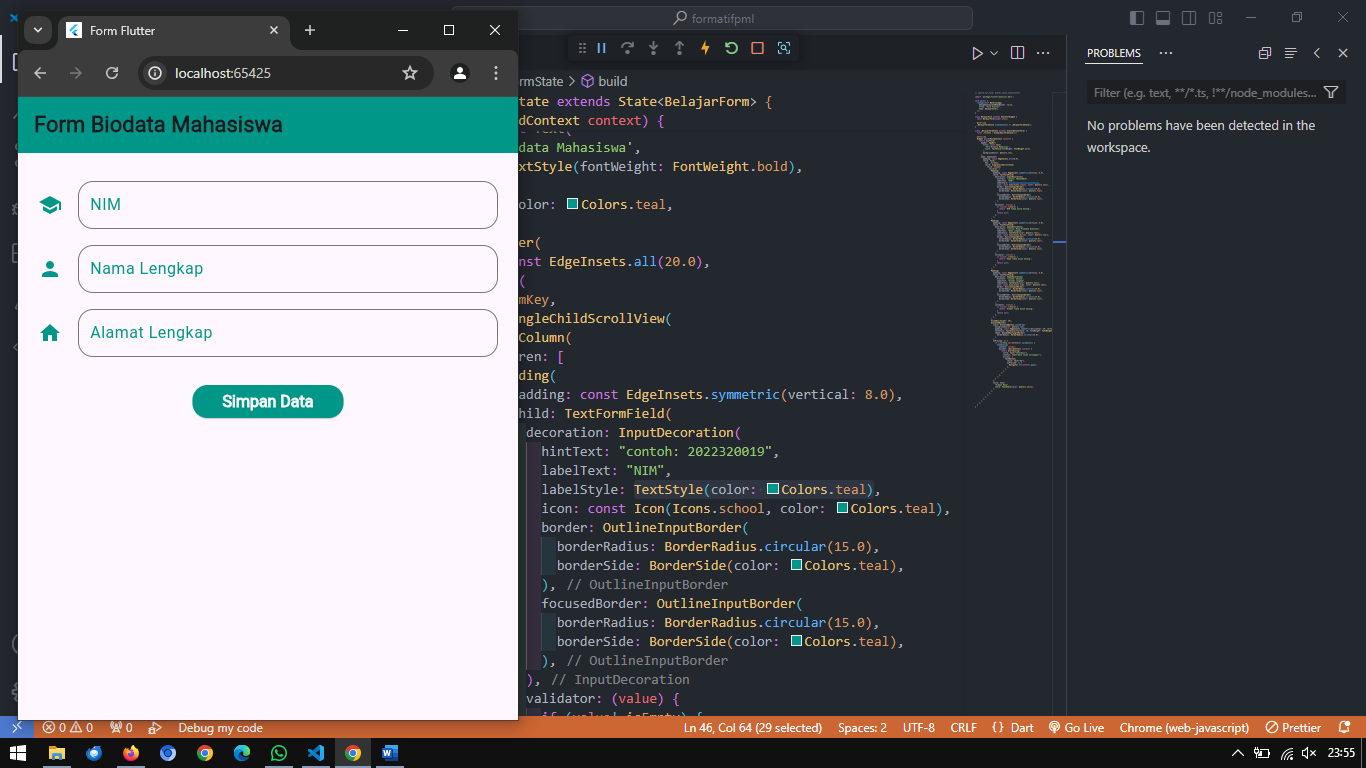 Form Flutter
localhost:65425
Form Biodata Mahasiswa
NIM
Nama Lengkap
Alamat Lengkap
Simpan Data
formatifpml
rmState > build
tate extends State<BelajarForm> {
dContext context) {
data Mahasiswa',
xtStyle(fontWeight: FontWeight.bold),
olor: Colors.teal,
er(
nst EdgeInsets.all(20.0),
(
mKey,
ngleChildScrollView(
Column(
ren: [
ding(
adding: const EdgeInsets.symmetric(vertical: 8.0),
hild: TextFormField(
decoration: InputDecoration(
hintText: "contoh: 2022320019",
labelText: "NIM",
labelStyle: TextStyle(color: Colors.teal),
icon: const Icon(Icons.school, color: Colors.teal),
border: OutlineInputBorder(
borderRadius: BorderRadius.circular(15.0),
borderSide: BorderSide(color: Colors.teal),
), // OutlineInputBorder
focusedBorder: OutlineInputBorder(
borderRadius: BorderRadius.circular(15.0),
borderSide: BorderSide(color: Colors.teal),
), // OutlineInputBorder
), // InputDecoration
validator: (value) {
PROBLEMS
Filter (e.g. text, **/*.ts, !**/node_modules...
No problems have been detected in the
workspace.
0 0 0 Debug my code Ln 46, Col 64 (29 selected) Spaces: 2 UTF-8 CRLF {} Dart Go Live Chrome (web-javascript) Prettier
23:55